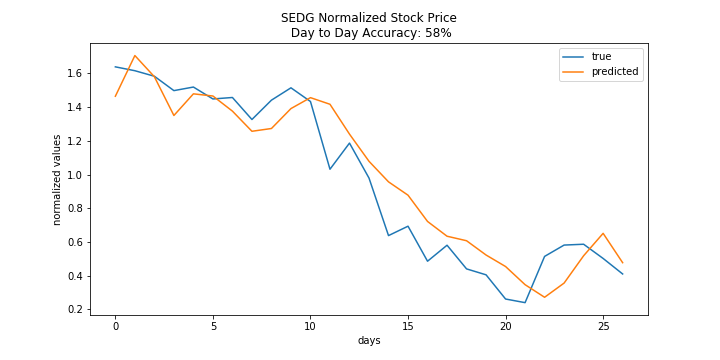 SEDG Normalized Stock Price
Day to Day Accuracy: 58%
true
predicted
normalized values
1.6
1.4
1.2
1.0
0.8
0.6
0.4
0.2
0
5
10
15
20
25
days